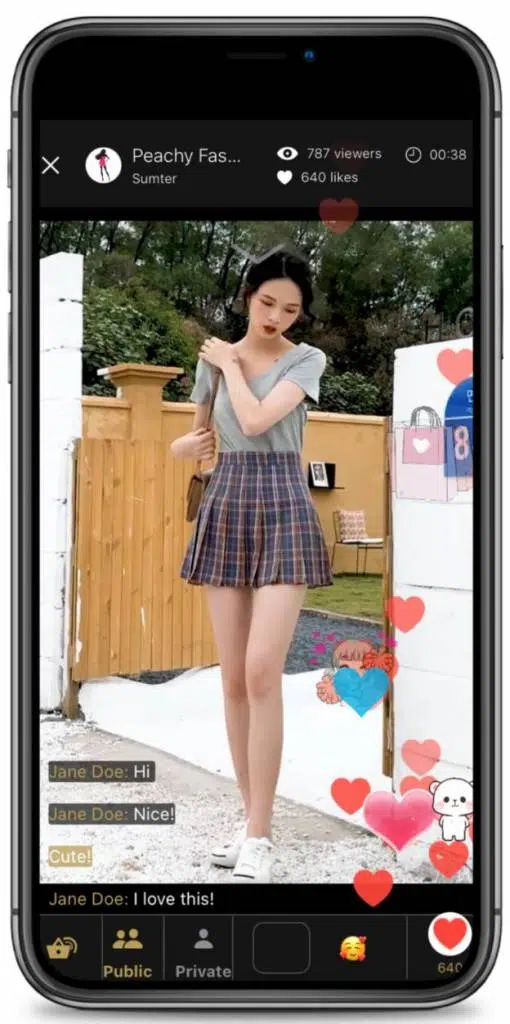 Peachy Fas...
Sumter
787 viewers
640 likes
00:38
8
Jane Doe: Hi
Jane Doe: Nice!
Cute!
Jane Doe: I love this!
Public
Private
640